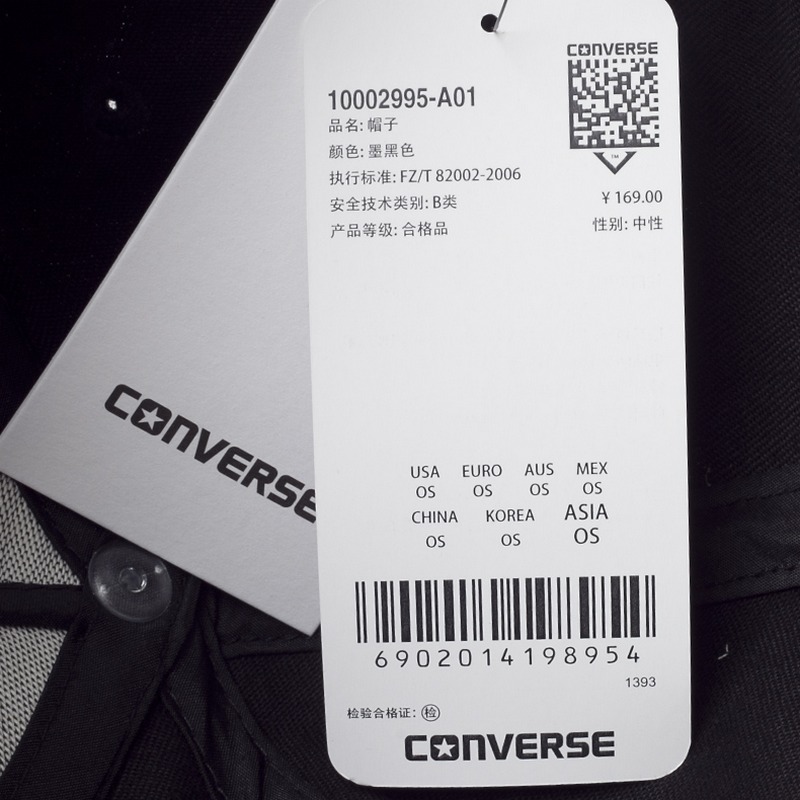 CONVERSE
10002995-A01
品名: 帽子
颜色: 墨黑色
执行标准: FZ/T 82002-2006
安全技术类别: B类
¥ 169.00
产品等级: 合格品
性别: 中性
TM
CONVERSE
USA EURO AUS MEX
OS OS OS OS
CHINA KOREA ASIA
OS OS OS
6902014198954
1393
检验合格证: 检
CONVERSE